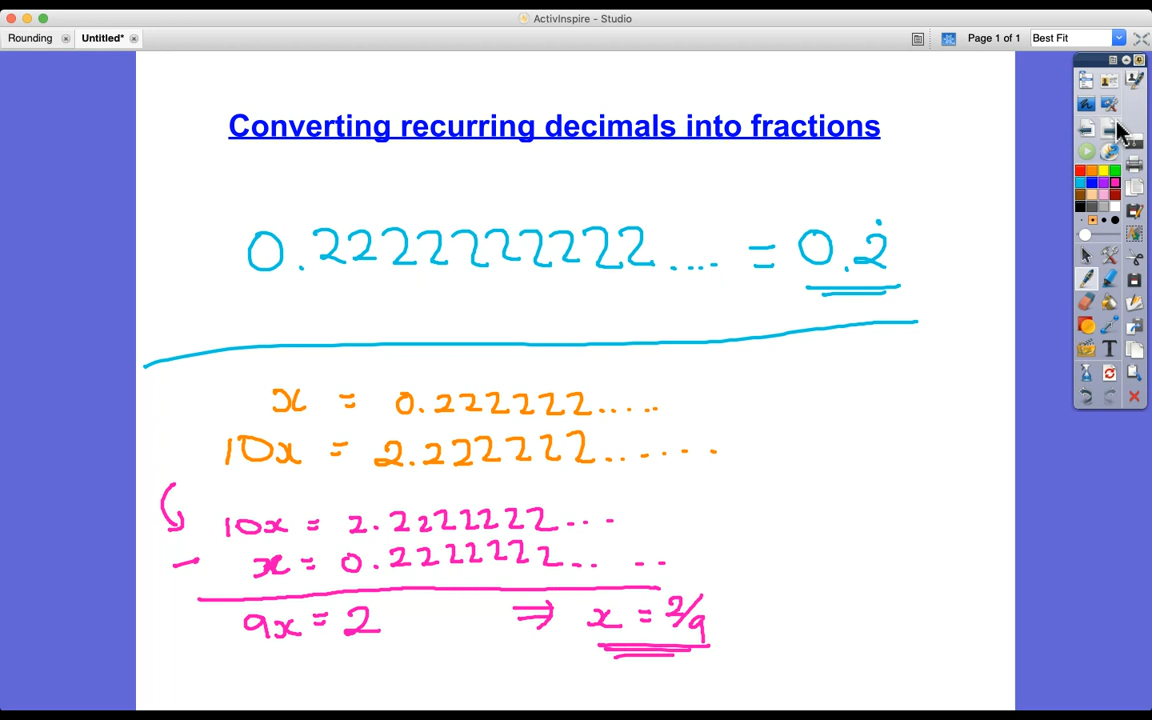 ActivInspire - Studio
Rounding Untitled* Page 1 of 1 Best Fit
Converting recurring decimals into fractions
0.2222222222.... = 0.2̇
x = 0.222222.....
10x = 2.222222.......
10x = 2.2222222...
- x = 0.2222222.. ..
9x = 2 ⇒ x = 2/9